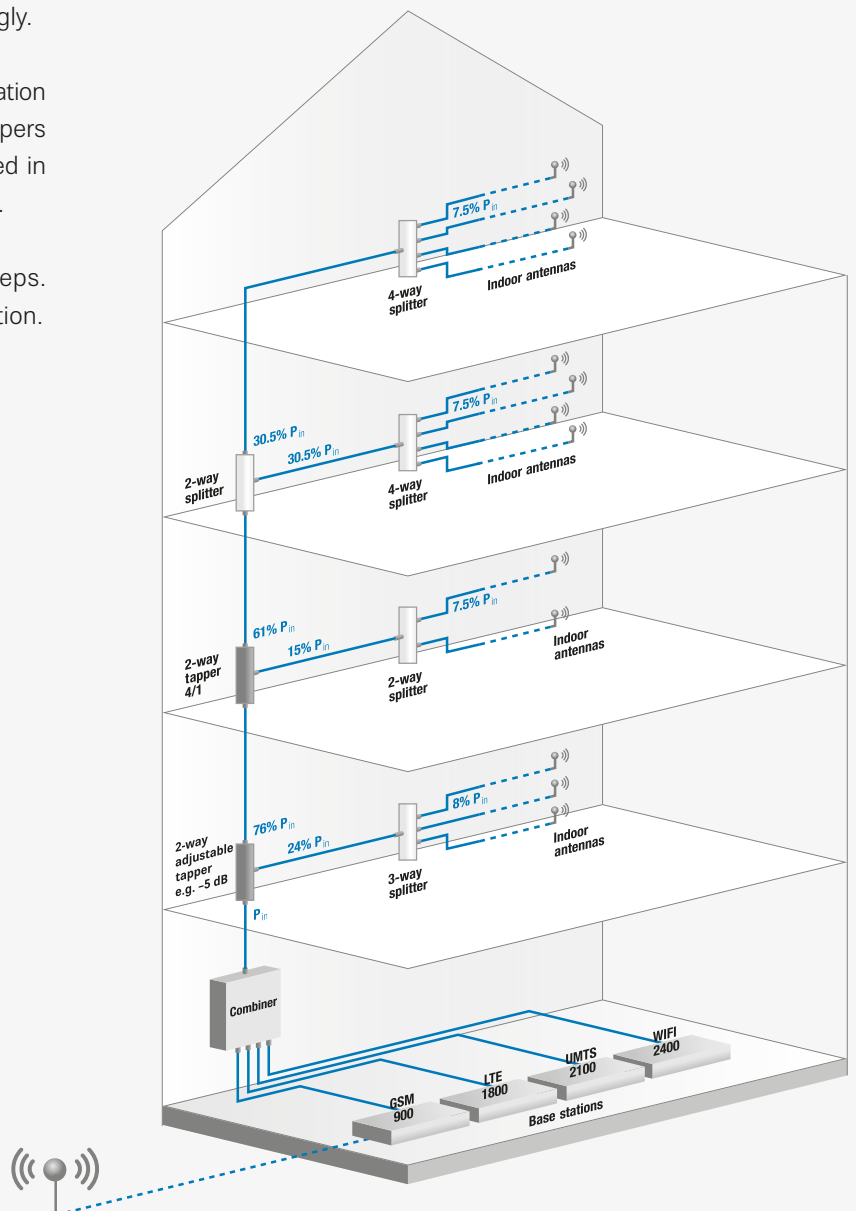 gly.
ation
pers
ed in
.
eps.
tion.
7.5% Pin
4-way
splitter
Indoor antennas
30.5% Pin
30.5% Pin
2-way
splitter
7.5% Pin
4-way
splitter
Indoor antennas
61% Pin
15% Pin
2-way
tapper
4/1
7.5% Pin
2-way
splitter
Indoor
antennas
76% Pin
24% Pin
2-way
adjustable
tapper
e.g. –5 dB
8% Pin
3-way
splitter
Indoor
antennas
Pin
Combiner
GSM
900
LTE
1800
UMTS
2100
WIFI
2400
Base stations